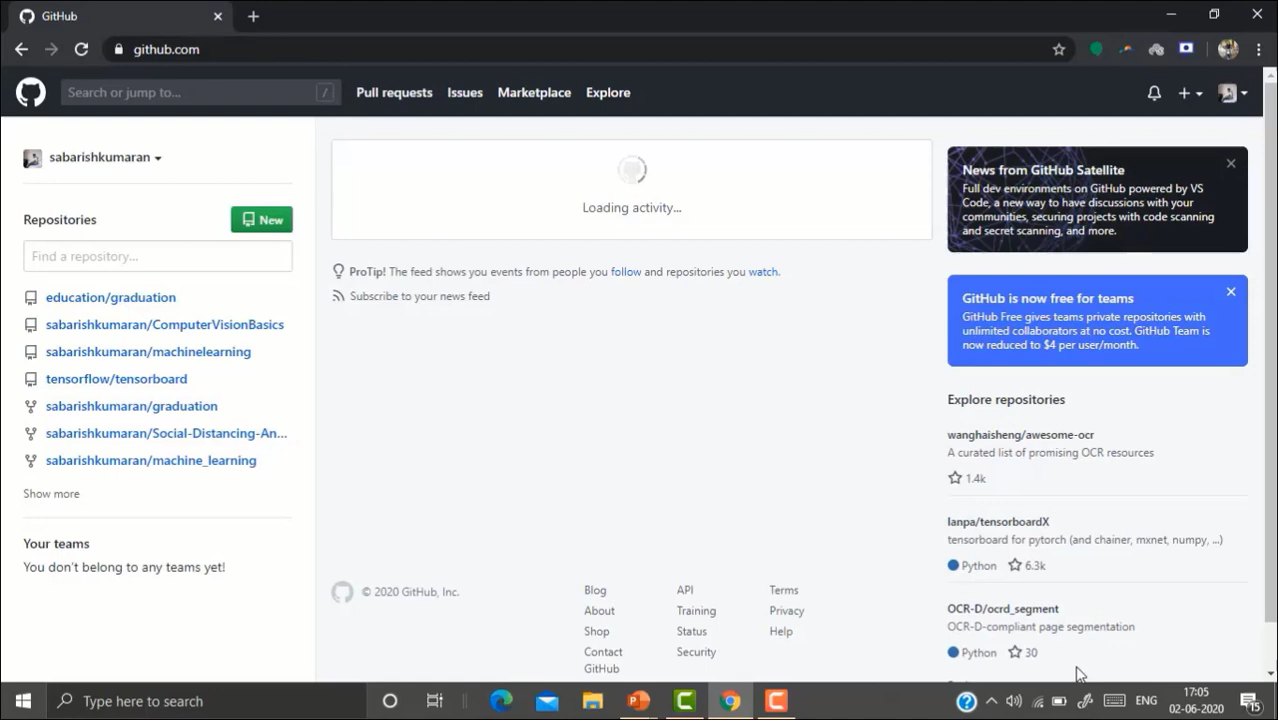 GitHub
github.com
Search or jump to... /
Pull requests
Issues
Marketplace
Explore
sabarishkumaran
Repositories
New
Find a repository...
education/graduation
sabarishkumaran/ComputerVisionBasics
sabarishkumaran/machinelearning
tensorflow/tensorboard
sabarishkumaran/graduation
sabarishkumaran/Social-Distancing-An...
sabarishkumaran/machine_learning
Show more
Your teams
You don't belong to any teams yet!
Loading activity...
ProTip! The feed shows you events from people you follow and repositories you watch.
Subscribe to your news feed
© 2020 GitHub, Inc.
Blog
About
Shop
Contact
GitHub
API
Training
Status
Security
Terms
Privacy
Help
News from GitHub Satellite
Full dev environments on GitHub powered by VS
Code, a new way to have discussions with your
communities, securing projects with code scanning
and secret scanning, and more.
GitHub is now free for teams
GitHub Free gives teams private repositories with
unlimited collaborators at no cost. GitHub Team is
now reduced to $4 per user/month.
Explore repositories
wanghaisheng/awesome-ocr
A curated list of promising OCR resources
1.4k
lanpa/tensorboardX
tensorboard for pytorch (and chainer, mxnet, numpy, ...)
Python 6.3k
OCR-D/ocrd_segment
OCR-D-compliant page segmentation
Python 30
Type here to search
ENG
17:05
02-06-2020
15